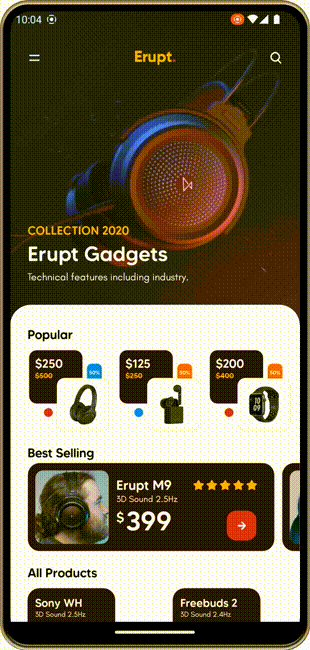 10:04
Erupt.
COLLECTION 2020
Erupt Gadgets
Technical features including industry.
Popular
$250
$500
50%
$125
$250
50%
$200
$400
50%
Best Selling
Erupt M9
3D Sound 2.5Hz
$399
All Products
Sony WH
3D Sound 2.5Hz
Freebuds 2
3D Sound 2.4Hz